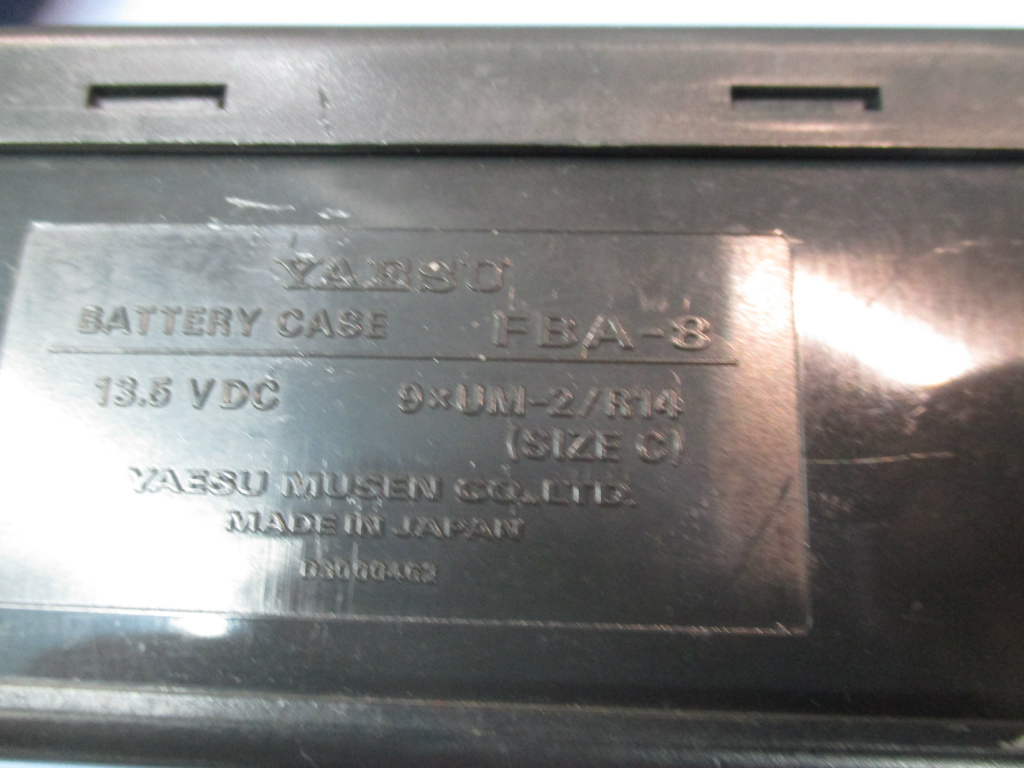 YAESU
BATTERY CASE FBA-8
13.5 VDC 9×UM-2/R14
(SIZE C)
YAESU MUSEN CO.,LTD.
MADE IN JAPAN
D3000462